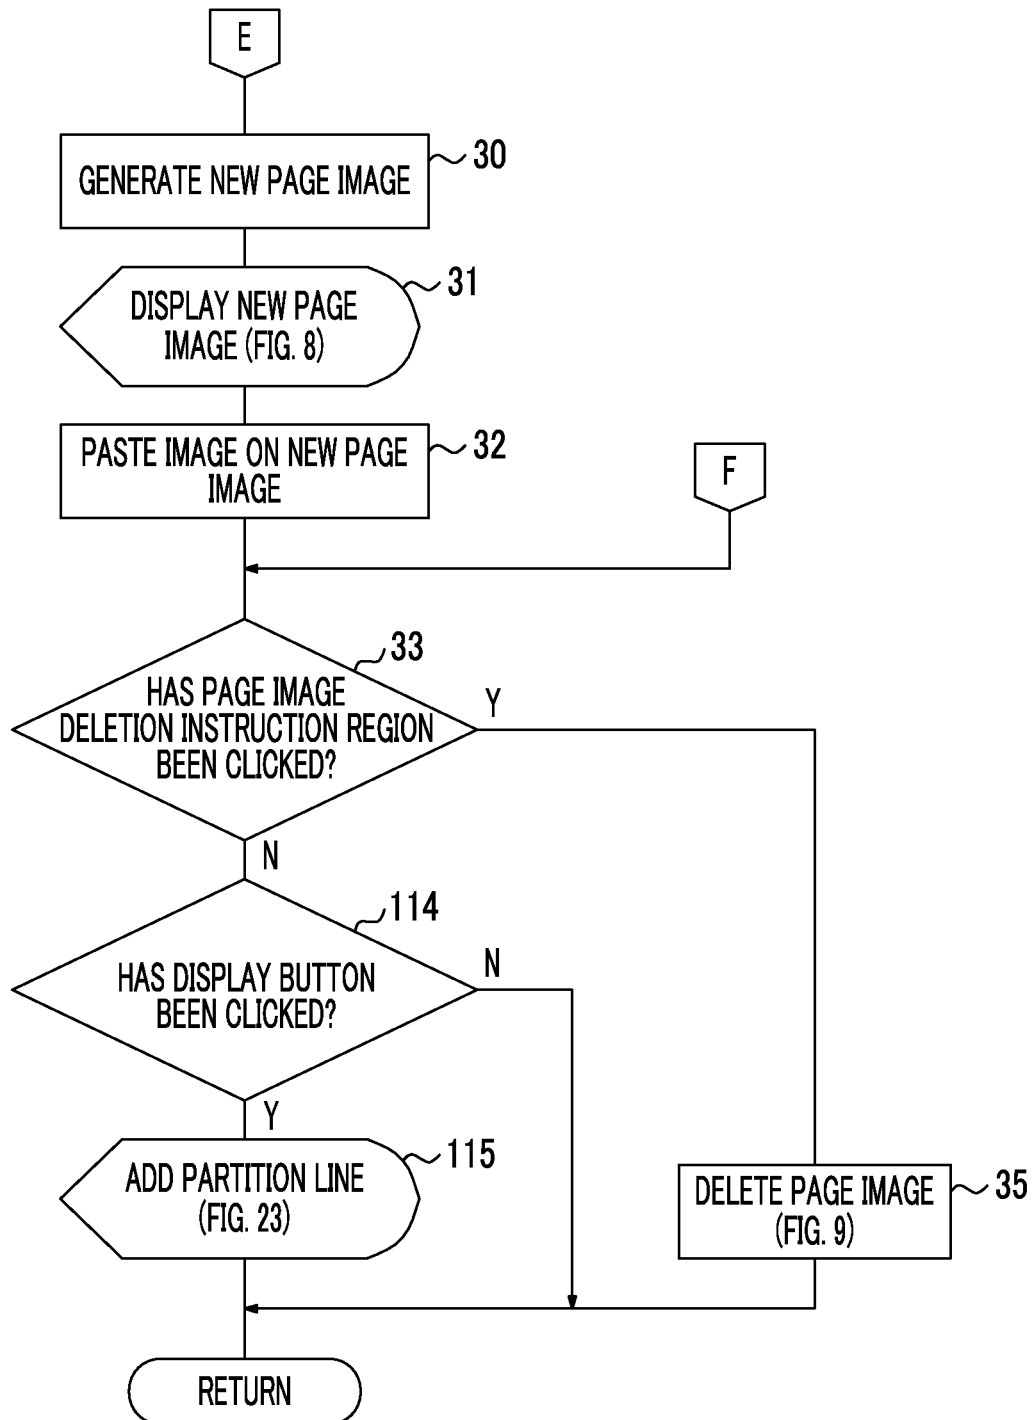 E
GENERATE NEW PAGE IMAGE
30
DISPLAY NEW PAGE
IMAGE (FIG. 8)
31
PASTE IMAGE ON NEW PAGE
IMAGE
32
F
HAS PAGE IMAGE
DELETION INSTRUCTION REGION
BEEN CLICKED?
33
Y
N
HAS DISPLAY BUTTON
BEEN CLICKED?
114
N
Y
ADD PARTITION LINE
(FIG. 23)
115
DELETE PAGE IMAGE
(FIG. 9)
35
RETURN